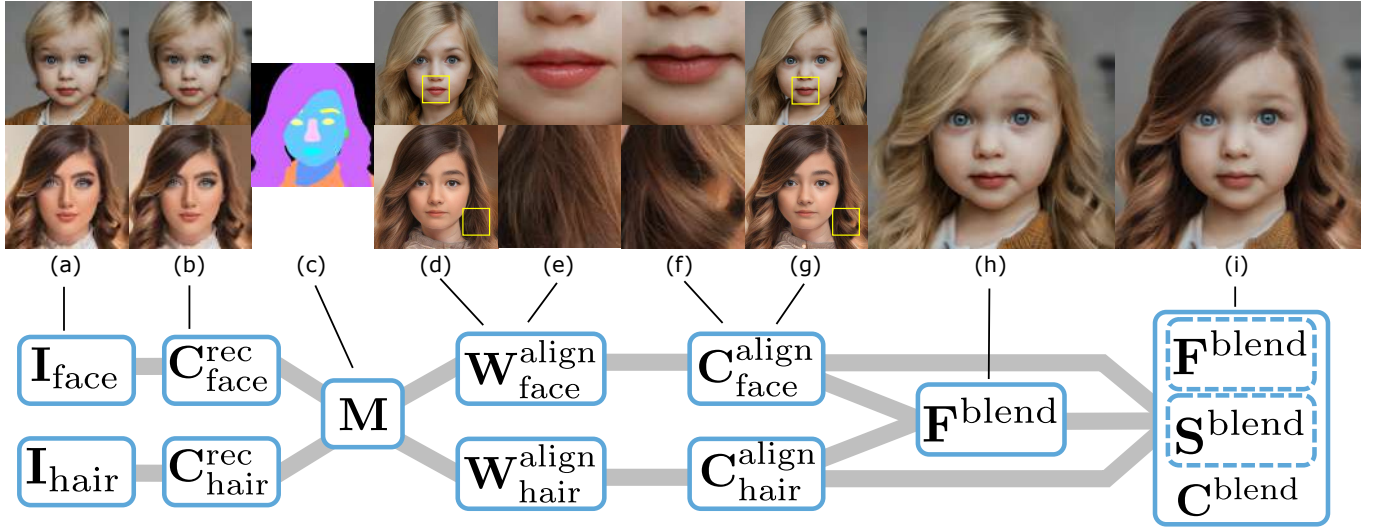 (a) (b) (c) (d) (e) (f) (g) (h) (i)
I_face C^rec_face M W^align_face C^align_face F^blend F^blend
S^blend
I_hair C^rec_hair W^align_hair C^align_hair C^blend